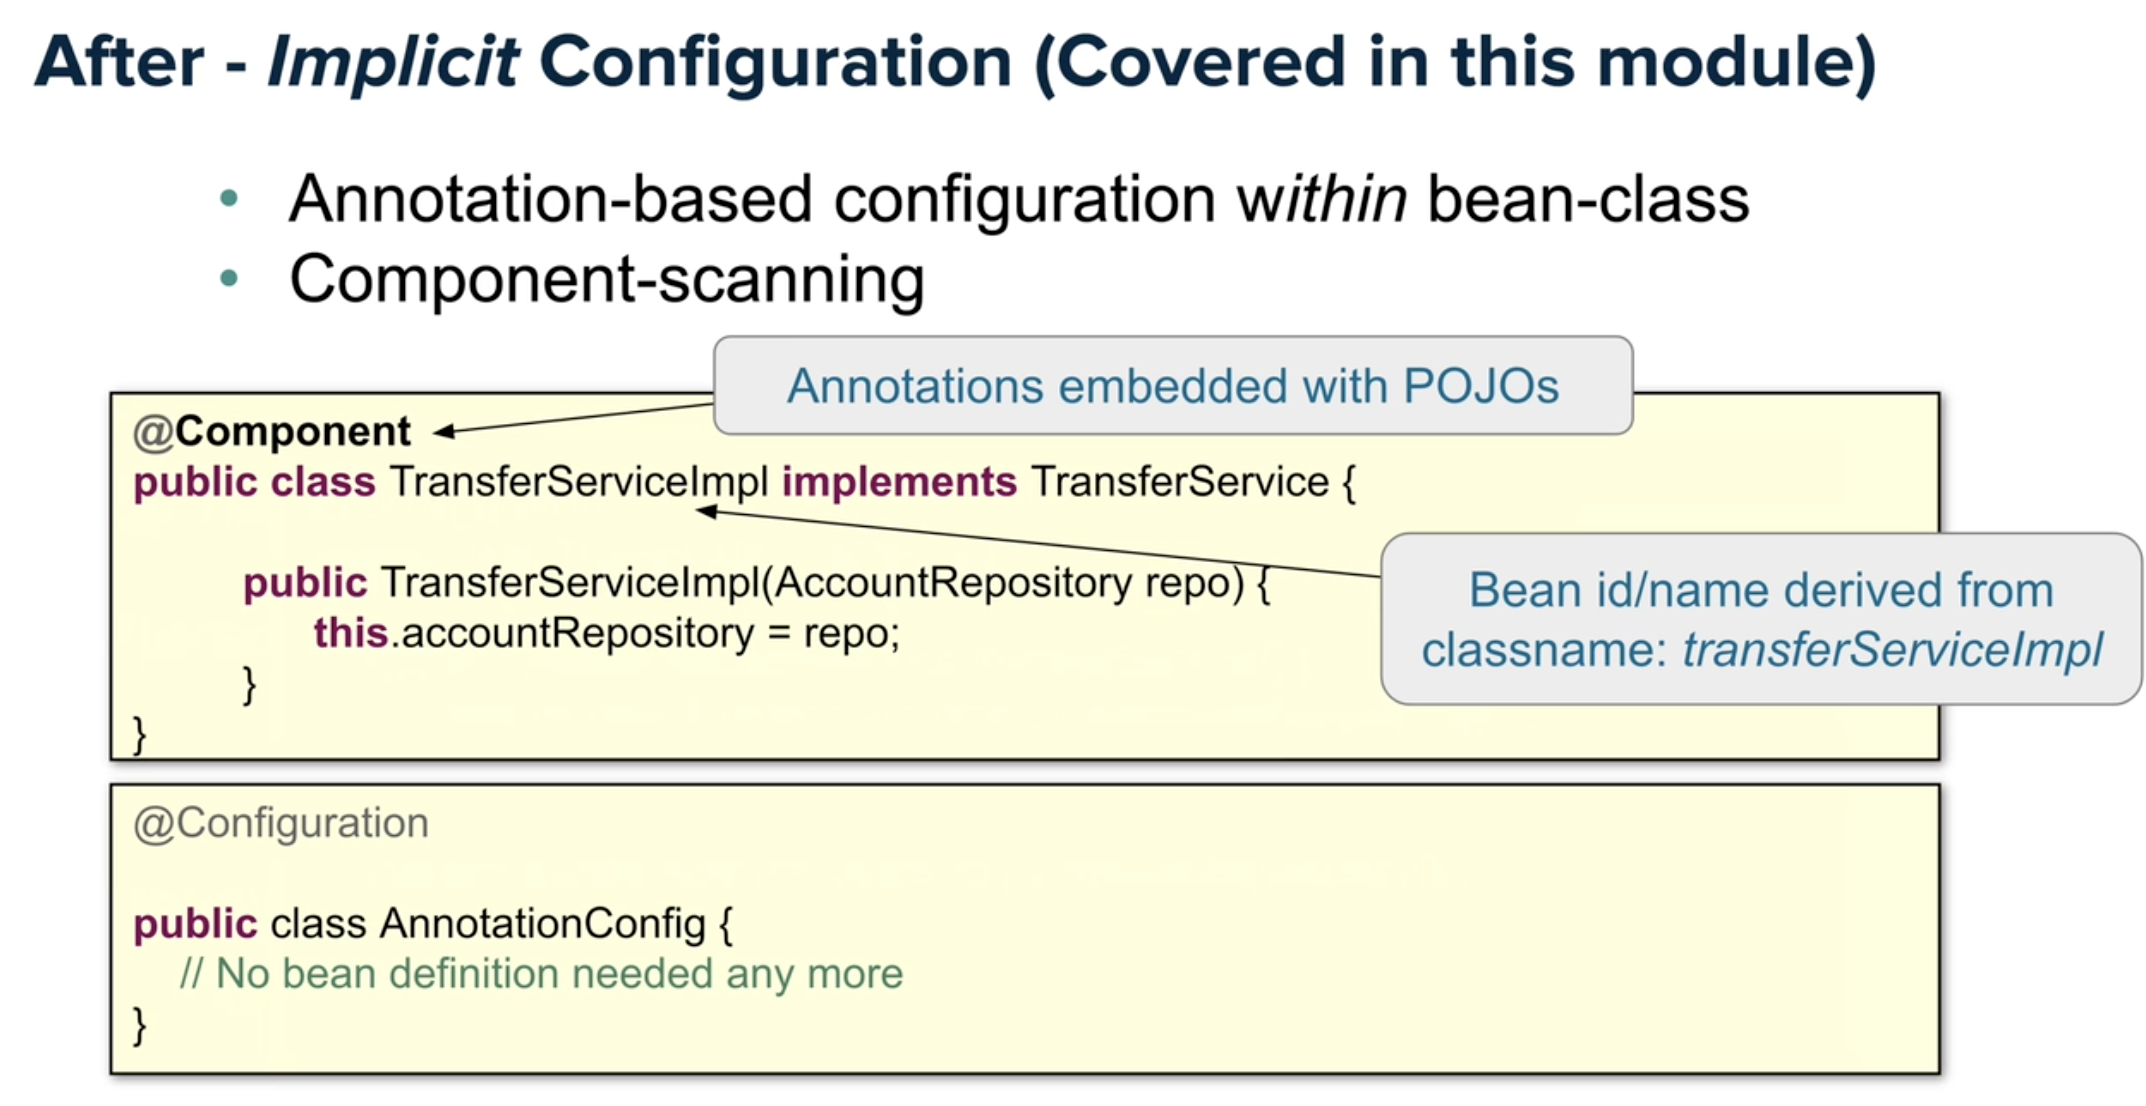 After - Implicit Configuration (Covered in this module)
• Annotation-based configuration within bean-class
• Component-scanning
Annotations embedded with POJOs
@Component
public class TransferServiceImpl implements TransferService {
public TransferServiceImpl(AccountRepository repo) {
this.accountRepository = repo;
}
}
Bean id/name derived from
classname: transferServiceImpl
@Configuration
public class AnnotationConfig {
// No bean definition needed any more
}